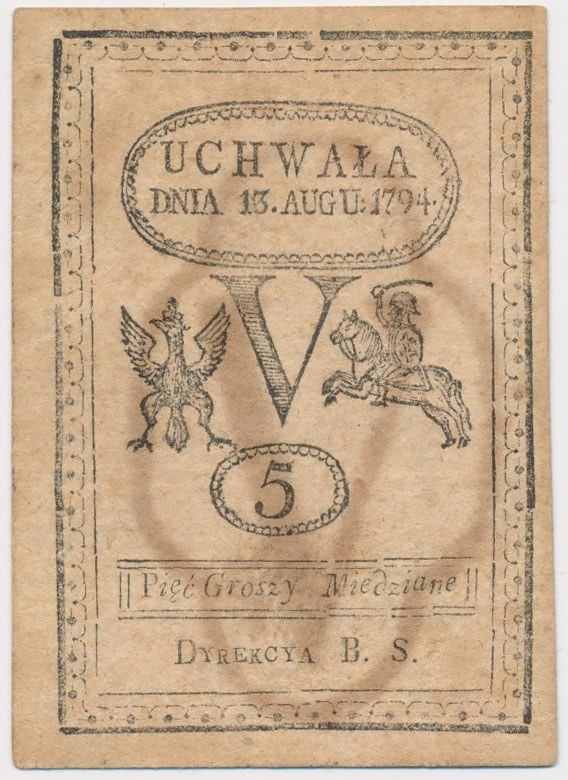 UCHWAŁA
DNIA 13. AUGU: 1794.
V
5
Pięć Groszy Miedziane
DYREKCYA B. S.